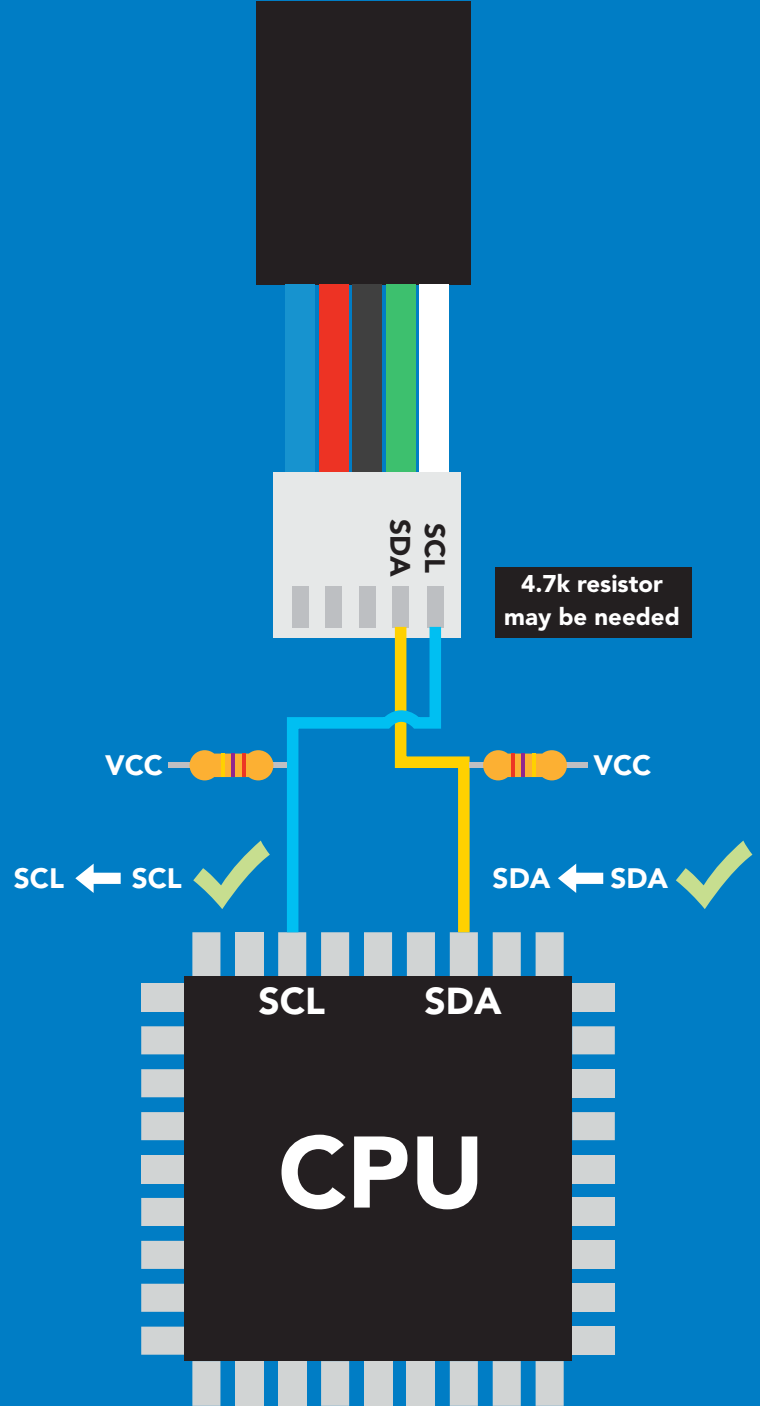 SDA
SCL
4.7k resistor
may be needed
VCC
VCC
SCL SCL
SDA SDA
SCL
SDA
CPU